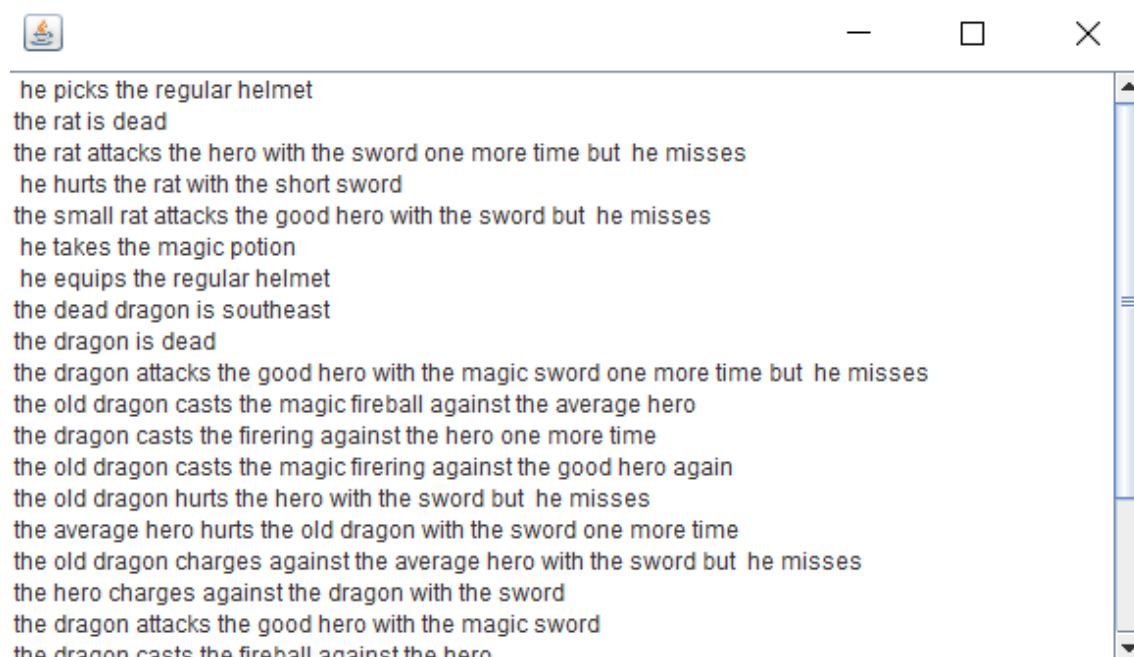 he picks the regular helmet
the rat is dead
the rat attacks the hero with the sword one more time but  he misses
he hurts the rat with the short sword
the small rat attacks the good hero with the sword but  he misses
he takes the magic potion
he equips the regular helmet
the dead dragon is southeast
the dragon is dead
the dragon attacks the good hero with the magic sword one more time but  he misses
the old dragon casts the magic fireball against the average hero
the dragon casts the firering against the hero one more time
the old dragon casts the magic firering against the good hero again
the old dragon hurts the hero with the sword but  he misses
the average hero hurts the old dragon with the sword one more time
the old dragon charges against the average hero with the sword but  he misses
the hero charges against the dragon with the sword
the dragon attacks the good hero with the magic sword
the dragon casts the fireball against the hero